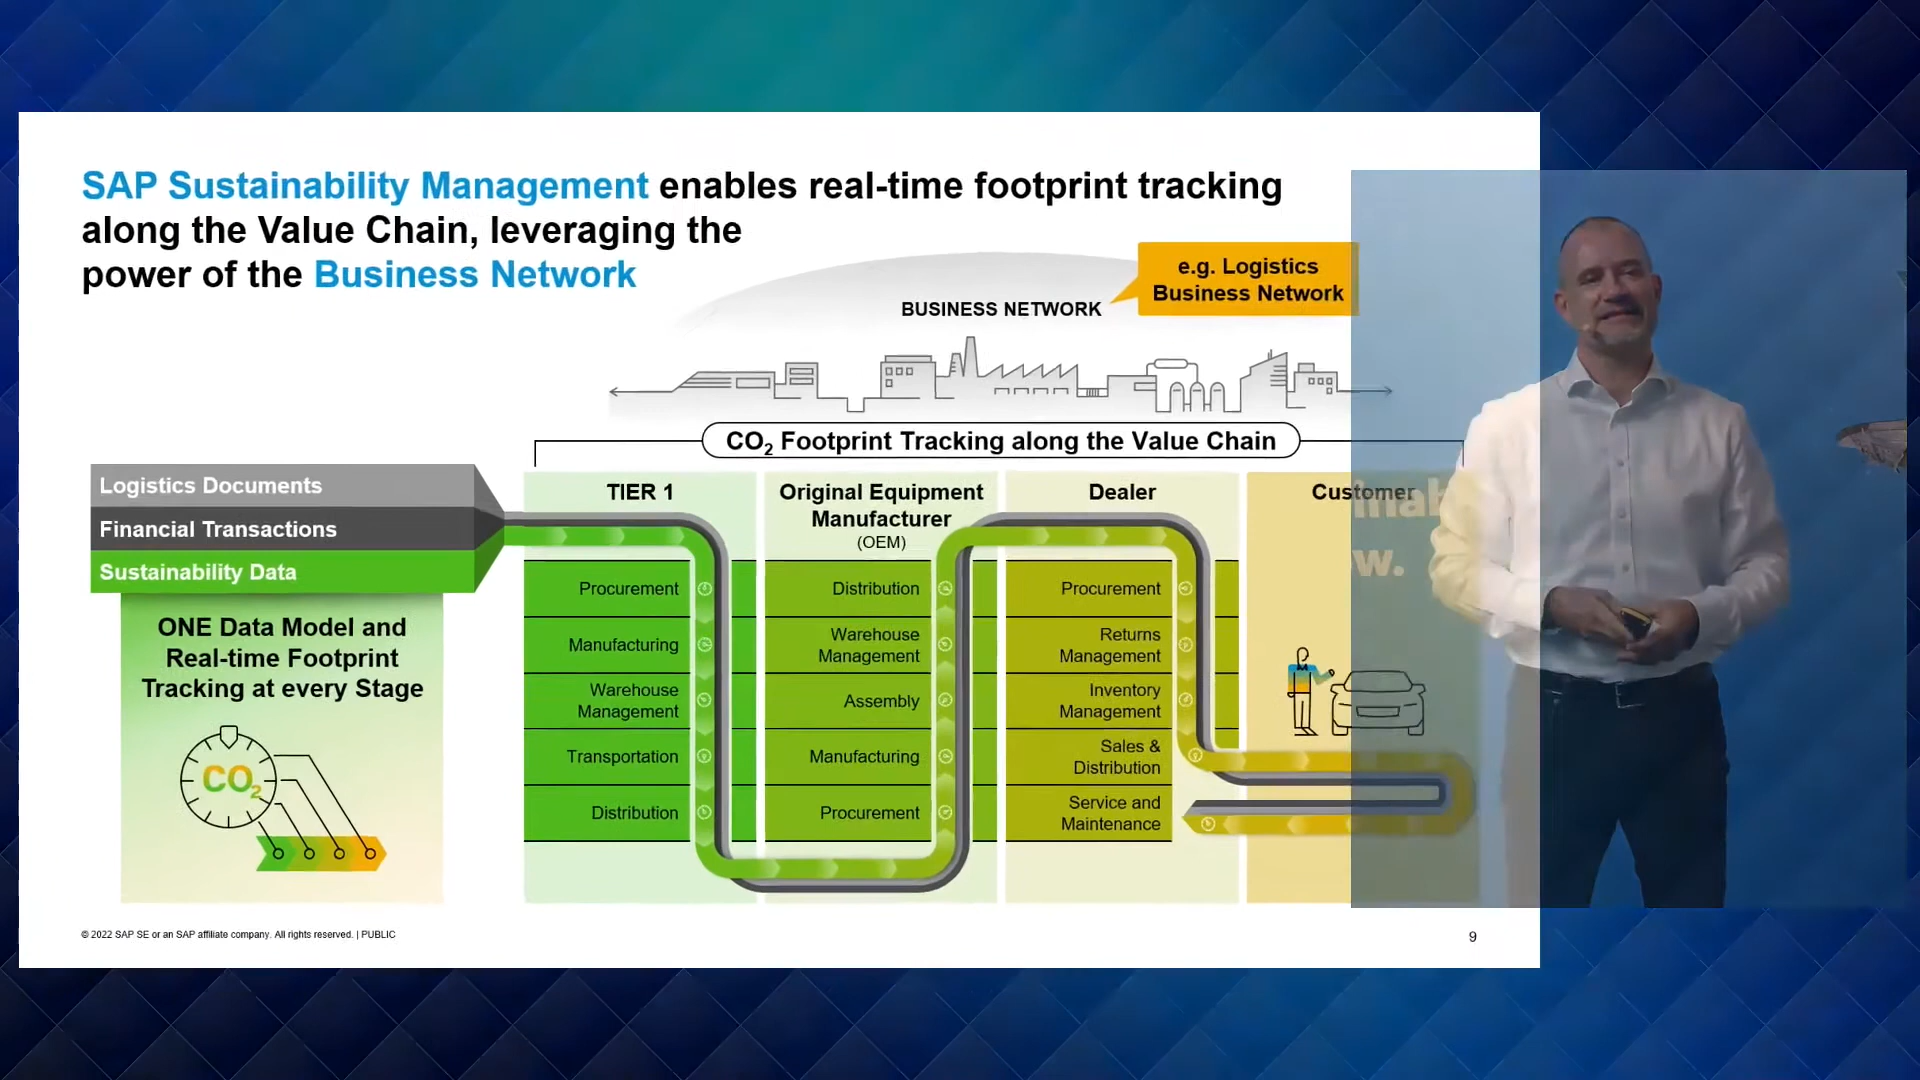 SAP Sustainability Management enables real-time footprint tracking
along the Value Chain, leveraging the
power of the Business Network
e.g. Logistics
Business Network
BUSINESS NETWORK
CO₂ Footprint Tracking along the Value Chain
Logistics Documents
Financial Transactions
Sustainability Data
ONE Data Model and
Real-time Footprint
Tracking at every Stage
CO₂
TIER 1
Procurement
Manufacturing
Warehouse
Management
Transportation
Distribution
Original Equipment
Manufacturer
(OEM)
Distribution
Warehouse
Management
Assembly
Manufacturing
Procurement
Dealer
Procurement
Returns
Management
Inventory
Management
Sales &
Distribution
Service and
Maintenance
Customer
© 2022 SAP SE or an SAP affiliate company. All rights reserved. | PUBLIC
9